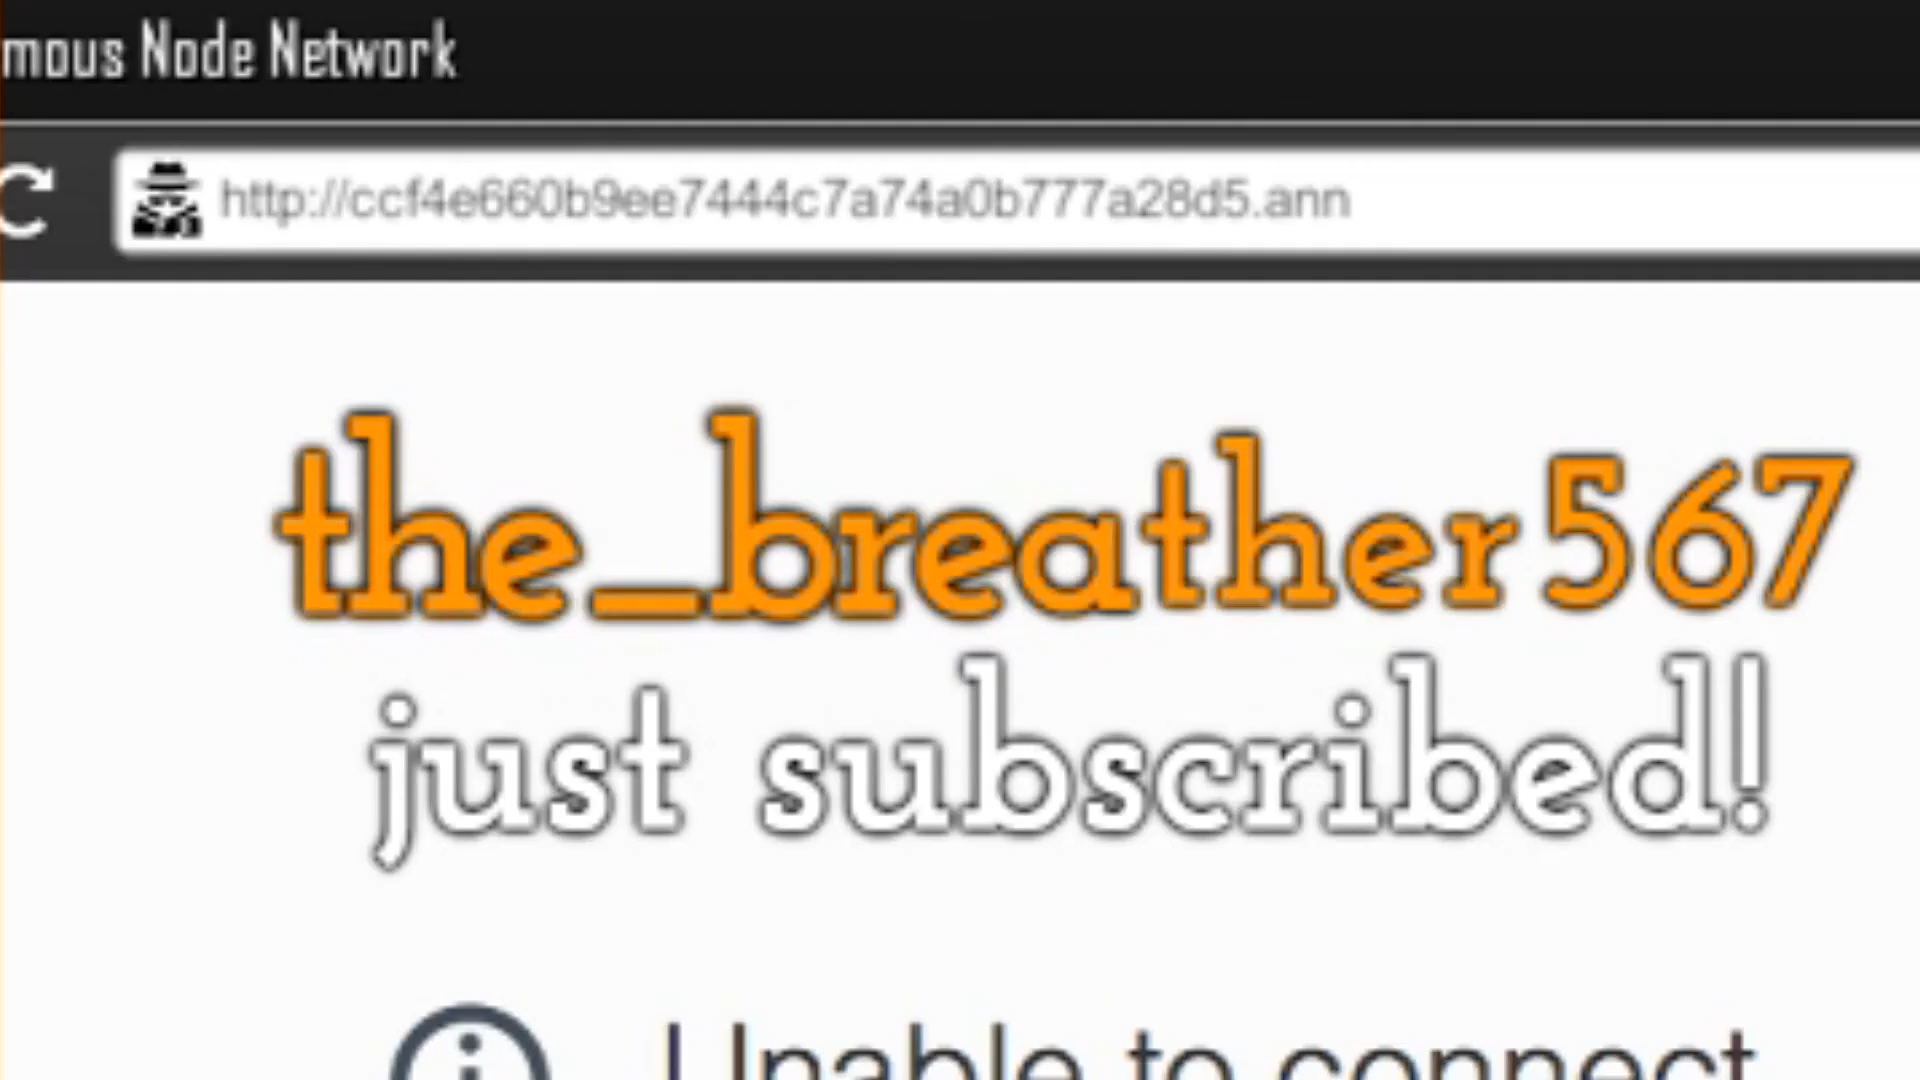 mous Node Network
http://ccf4e660b9ee7444c7a74a0b777a28d5.ann
the_breather567
just subscribed!
Unable to connect